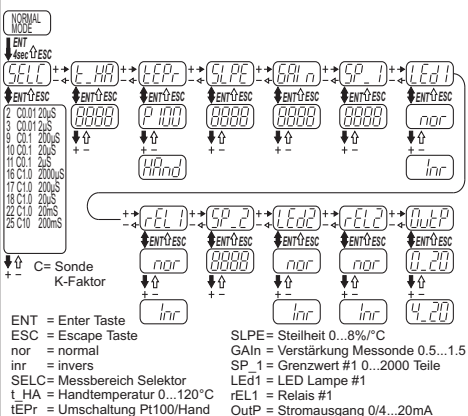 NORMAL
MODE
ENT
4sec ESC
SELC + - t_HA + - tEPr + - SLPE + - GAIn + - SP_1 + - LEd1
ENT ESC ENT ESC ENT ESC ENT ESC ENT ESC ENT ESC ENT ESC
8888 P100 8888 8888 8888 nor
+ - + -
HAnd Inr
2 C0.01 20µS
3 C0.01 2µS
9 C0.1 200µS
10 C0.1 20µS
11 C0.1 2µS
16 C1.0 2000µS
17 C1.0 200µS
18 C1.0 20µS
22 C1.0 20mS
25 C10 200mS
+ -
C= Sonde
K-Faktor
+ - rEL1 + - SP_2 + - LEd2 + - rEL2 + - OutP
ENT ESC ENT ESC ENT ESC ENT ESC ENT ESC
nor 8888 nor nor 0_20
+ - + - + - + -
Inr Inr Inr 4_20
ENT = Enter Taste
ESC = Escape Taste
nor = normal
inr = invers
SELC= Messbereich Selektor
t_HA = Handtemperatur 0...120°C
tEPr = Umschaltung Pt100/Hand
SLPE= Steilheit 0...8%/°C
GAIn = Verstärkung Messonde 0.5...1.5
SP_1 = Grenzwert #1 0...2000 Teile
LEd1 = LED Lampe #1
rEL1 = Relais #1
OutP = Stromausgang 0/4...20mA